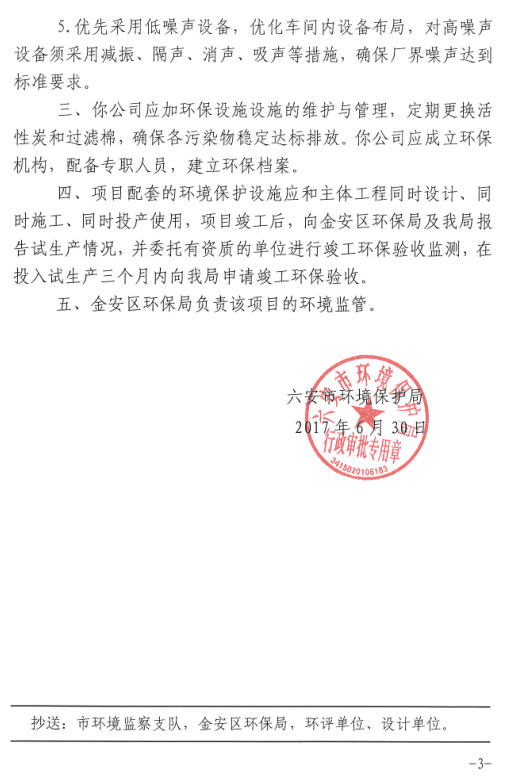 5.优先采用低噪声设备，优化车间内设备布局，对高噪声
设备须采用减振、隔声、消声、吸声等措施，确保厂界噪声达到
标准要求。
三、你公司应加环保设施设施的维护与管理，定期更换活
性炭和过滤棉，确保各污染物稳定达标排放。你公司应成立环保
机构，配备专职人员，建立环保档案。
四、项目配套的环境保护设施应和主体工程同时设计、同
时施工、同时投产使用，项目竣工后，向金安区环保局及我局报
告试生产情况，并委托有资质的单位进行竣工环保验收监测，在
投入试生产三个月内向我局申请竣工环保验收。
五、金安区环保局负责该项目的环境监管。
六安市环境保护局
2017年6月30日
六安市环境保护局
行政审批专用章
3415020106183
抄送：市环境监察支队，金安区环保局，环评单位、设计单位。
-3-